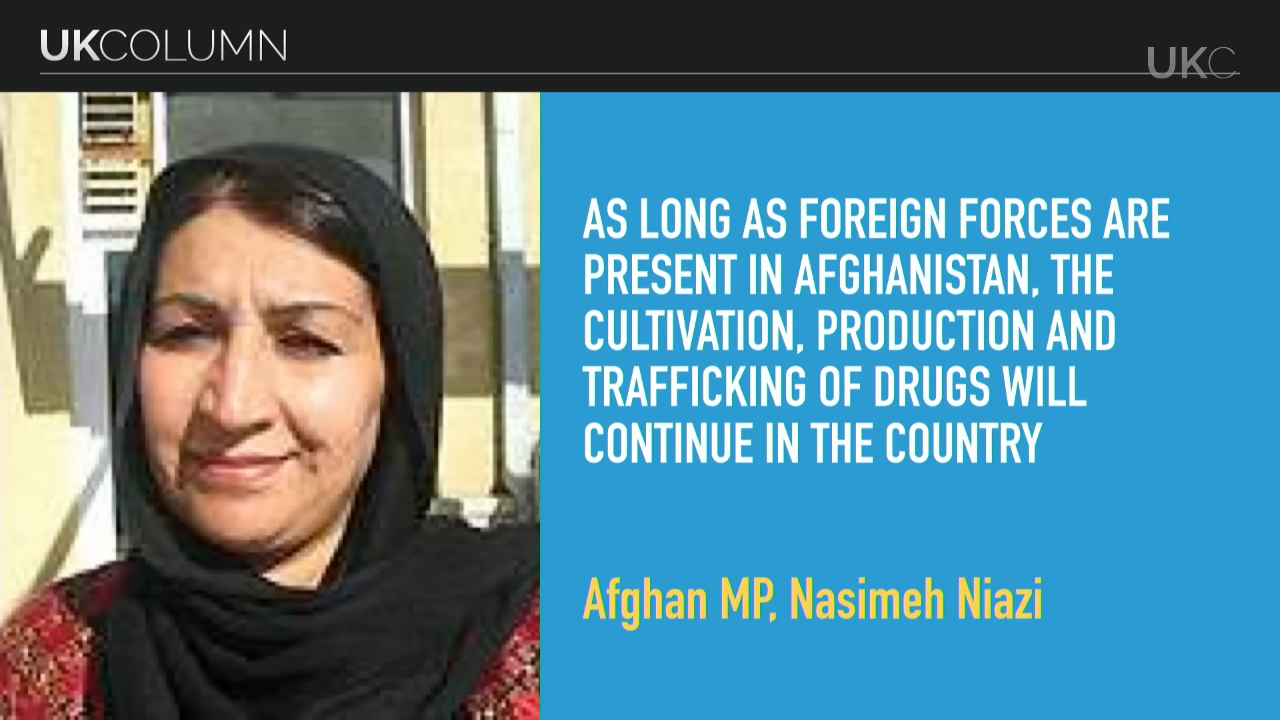 UKCOLUMN
UKC
AS LONG AS FOREIGN FORCES ARE
PRESENT IN AFGHANISTAN, THE
CULTIVATION, PRODUCTION AND
TRAFFICKING OF DRUGS WILL
CONTINUE IN THE COUNTRY
Afghan MP, Nasimeh Niazi